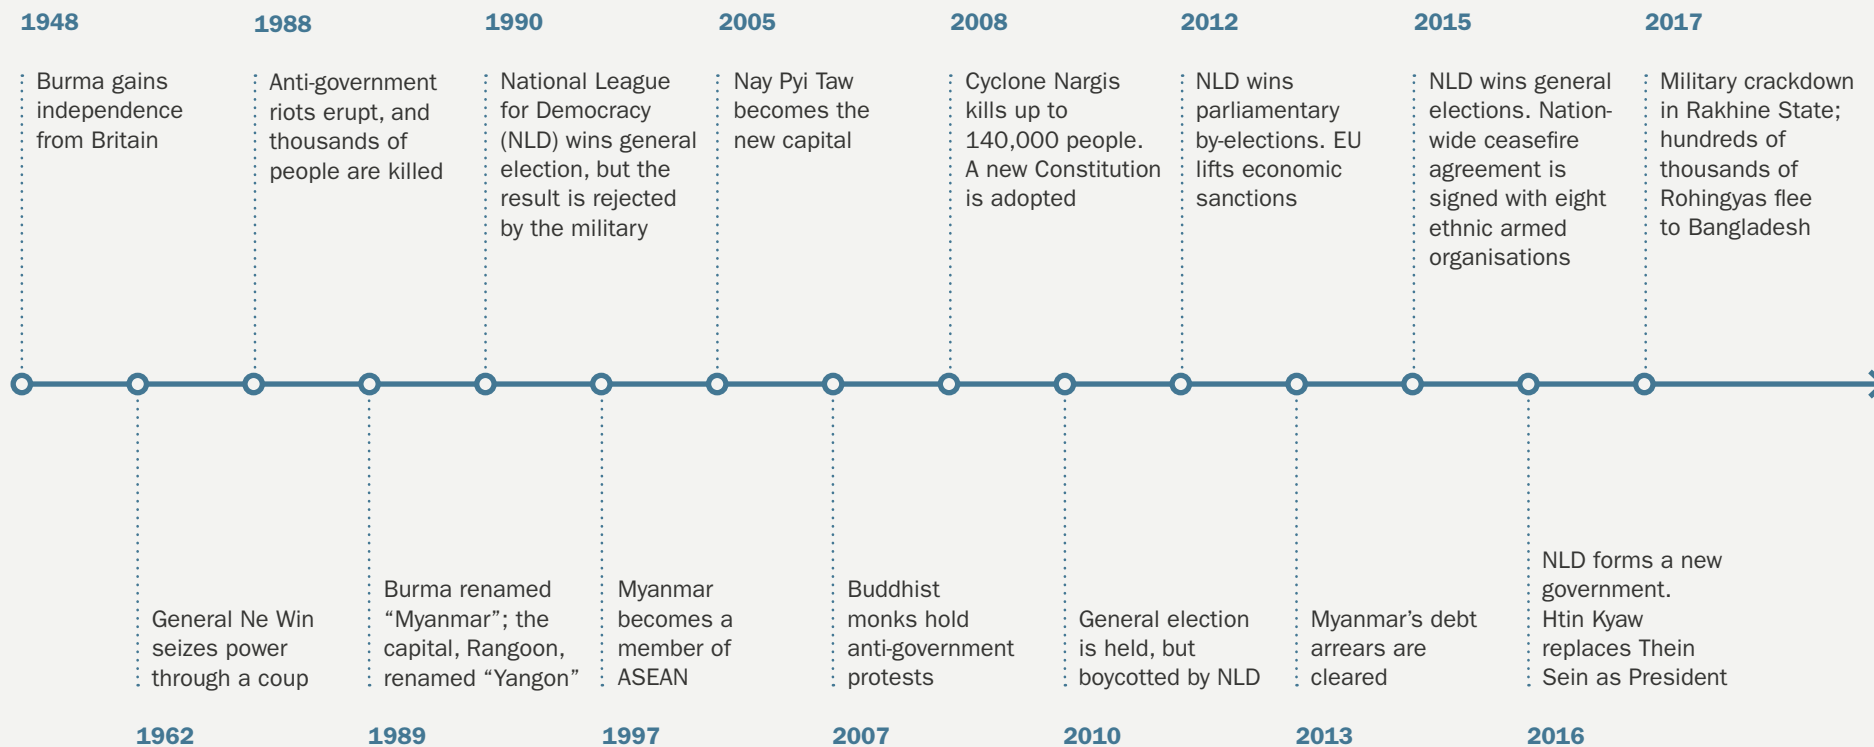 1948
Burma gains
independence
from Britain
1988
Anti-government
riots erupt, and
thousands of
people are killed
1990
National League
for Democracy
(NLD) wins general
election, but the
result is rejected
by the military
2005
Nay Pyi Taw
becomes the
new capital
2008
Cyclone Nargis
kills up to
140,000 people.
A new Constitution
is adopted
2012
NLD wins
parliamentary
by-elections. EU
lifts economic
sanctions
2015
NLD wins general
elections. Nation-
wide ceasefire
agreement is
signed with eight
ethnic armed
organisations
2017
Military crackdown
in Rakhine State;
hundreds of
thousands of
Rohingyas flee
to Bangladesh
General Ne Win
seizes power
through a coup
1962
Burma renamed
“Myanmar”; the
capital, Rangoon,
renamed “Yangon”
1989
Myanmar
becomes a
member of
ASEAN
1997
Buddhist
monks hold
anti-government
protests
2007
General election
is held, but
boycotted by NLD
2010
Myanmar’s debt
arrears are
cleared
2013
NLD forms a new
government.
Htin Kyaw
replaces Thein
Sein as President
2016